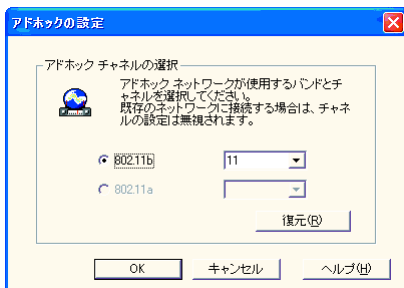 アドホックの設定
アドホック チャネルの選択
アドホック ネットワークが使用するバンドとチ
ャネルを選択してください。
既存のネットワークに接続する場合は、チャネ
ルの設定は無視されます。
802.11b 11
802.11a
復元(R)
OK キャンセル ヘルプ(H)